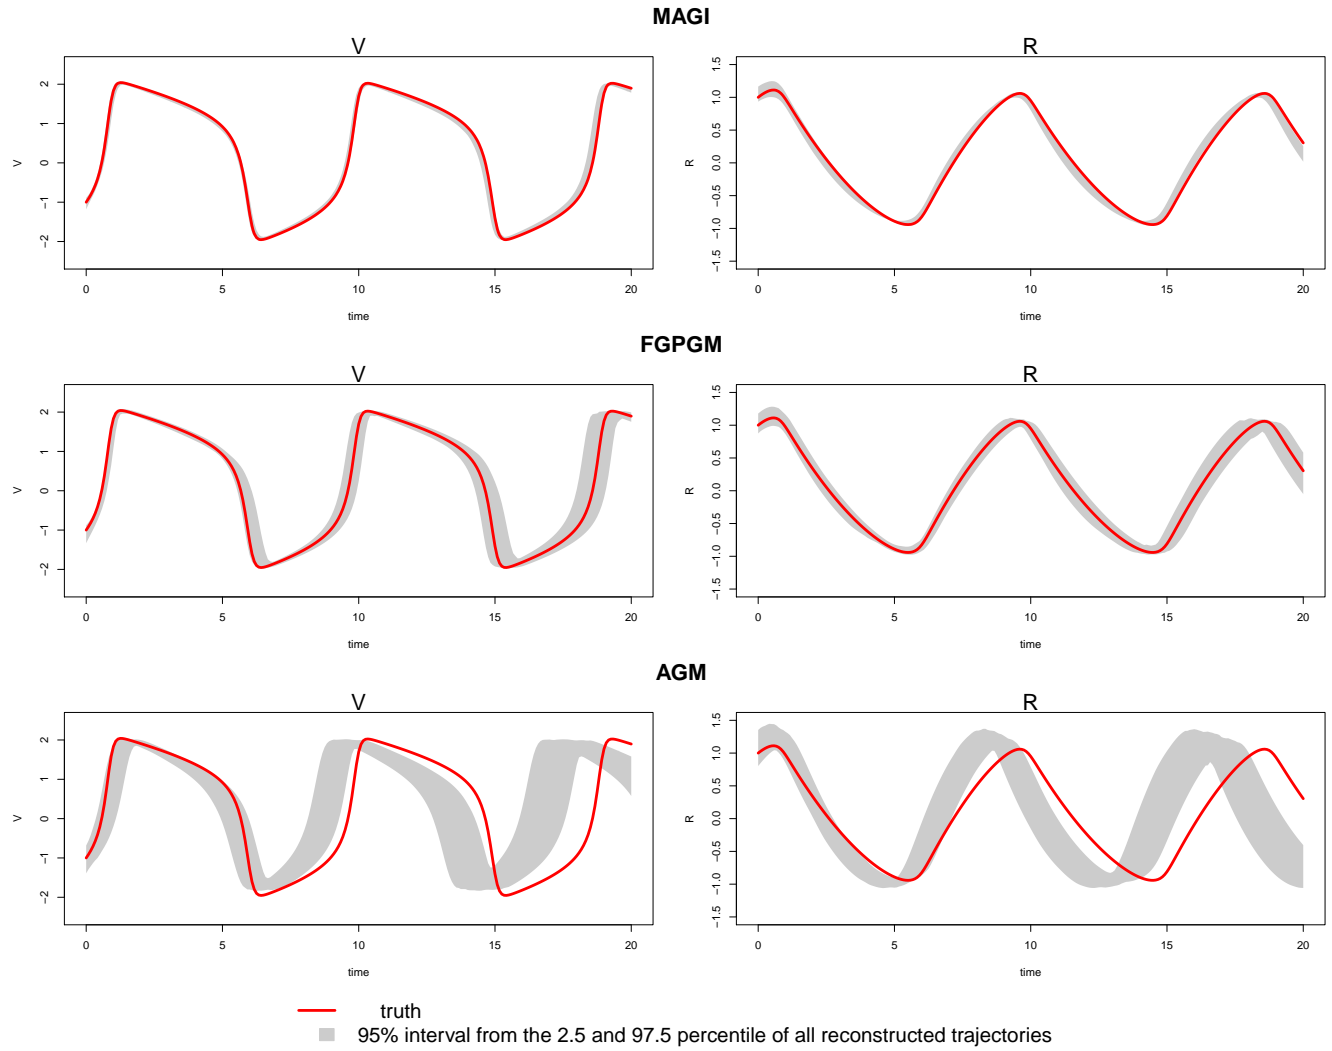 MAGI
V R
V
2
1
0
−1
−2
0 5 10 15 20
time
R
1.5
1.0
0.5
0.0
−0.5
−1.0
−1.5
0 5 10 15 20
time
FGPGM
V R
V
2
1
0
−1
−2
0 5 10 15 20
time
R
1.5
1.0
0.5
0.0
−0.5
−1.0
−1.5
0 5 10 15 20
time
AGM
V R
V
2
1
0
−1
−2
0 5 10 15 20
time
R
1.5
1.0
0.5
0.0
−0.5
−1.0
−1.5
0 5 10 15 20
time
truth
95% interval from the 2.5 and 97.5 percentile of all reconstructed trajectories